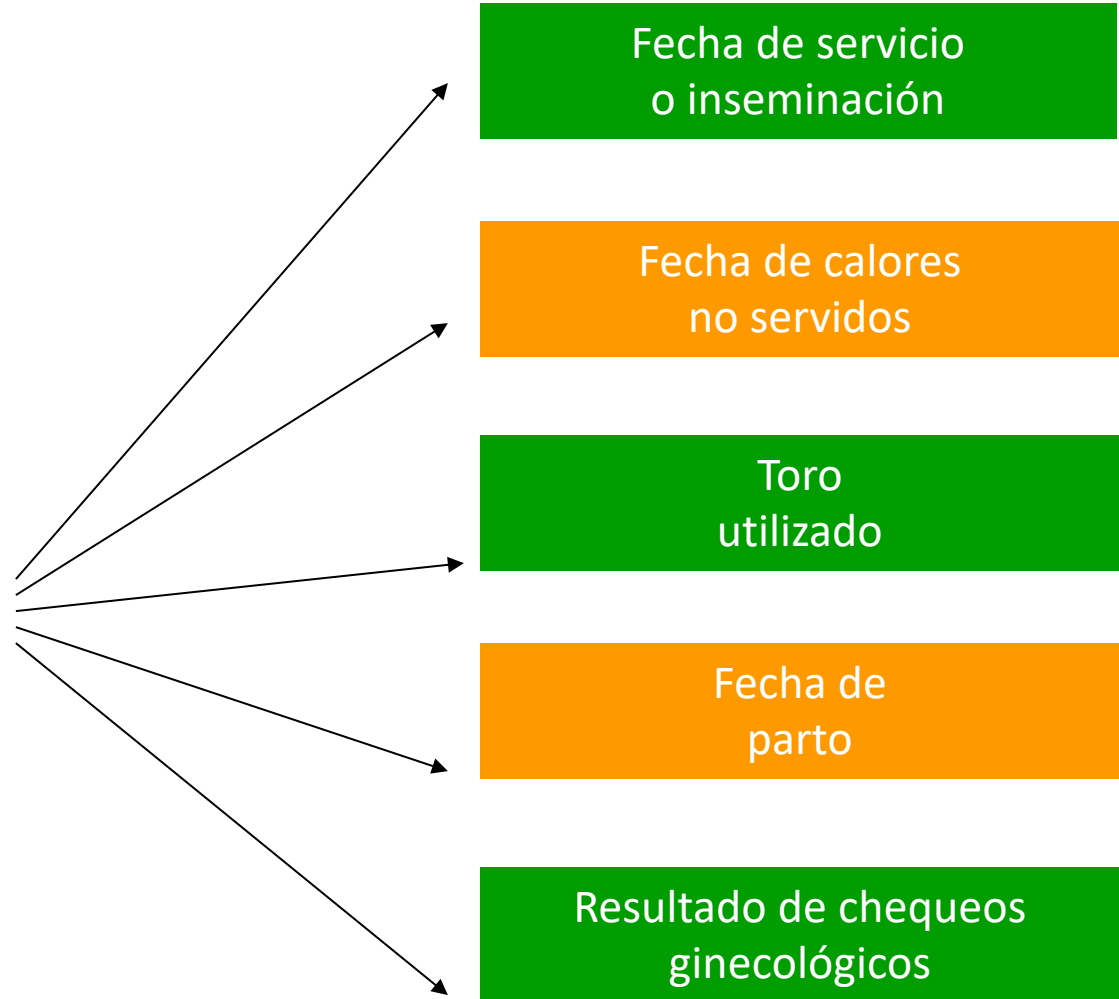 Fecha de servicio
o inseminación
Fecha de calores
no servidos
Toro
utilizado
Fecha de
parto
Resultado de chequeos
ginecológicos